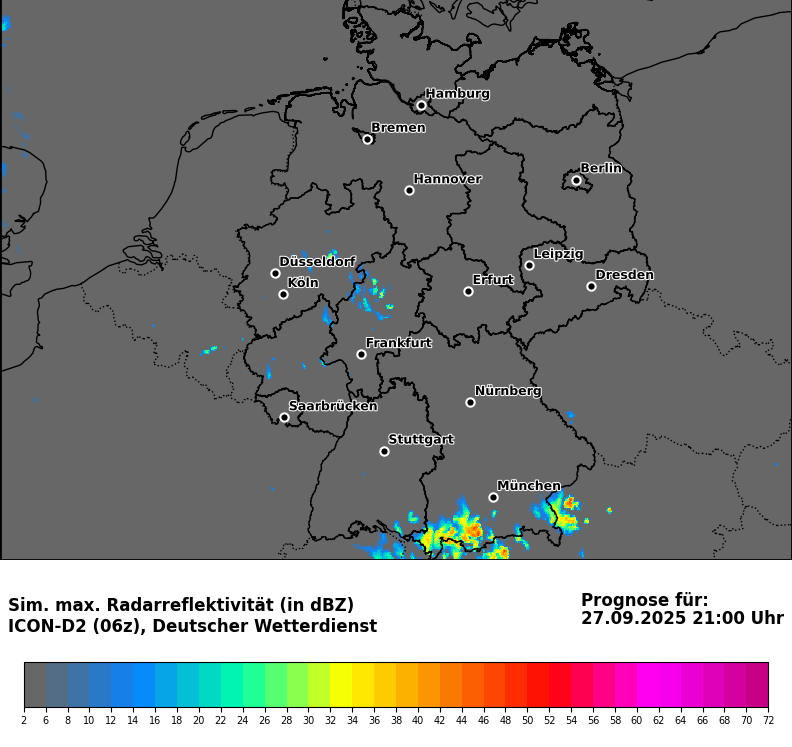 Hamburg
Bremen
Hannover
Berlin
Düsseldorf
Köln
Leipzig
Erfurt
Dresden
Frankfurt
Nürnberg
Saarbrücken
Stuttgart
München
Sim. max. Radarreflektivität (in dBZ)
ICON-D2 (06z), Deutscher Wetterdienst
Prognose für:
27.09.2025 21:00 Uhr
2 6 8 10 12 14 16 18 20 22 24 26 28 30 32 34 36 38 40 42 44 46 48 50 52 54 56 58 60 62 64 66 68 70 72